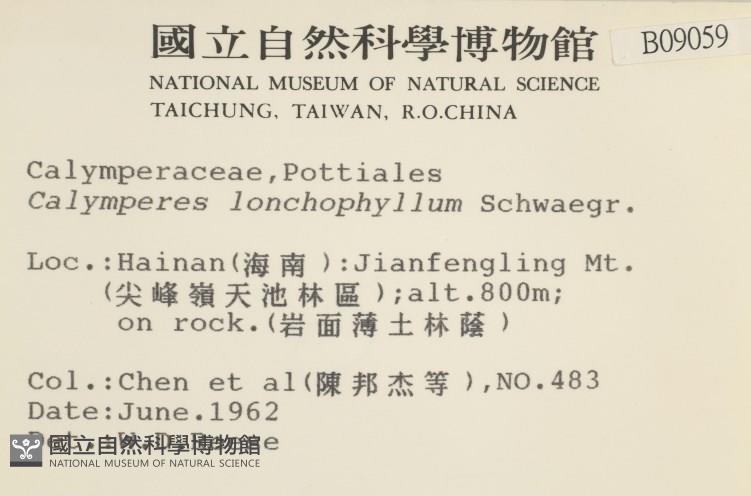 國立自然科學博物館
B09059
NATIONAL MUSEUM OF NATURAL SCIENCE
TAICHUNG, TAIWAN, R.O.CHINA
Calymperaceae,Pottiales
Calymperes lonchophyllum Schwaegr.
Loc.:Hainan(海南):Jianfengling Mt.
(尖峰嶺天池林區);alt.800m;
on rock.(岩面薄土林蔭)
Col.:Chen et al(陳邦杰等),NO.483
Date:June.1962
國立自然科學博物館
NATIONAL MUSEUM OF NATURAL SCIENCE